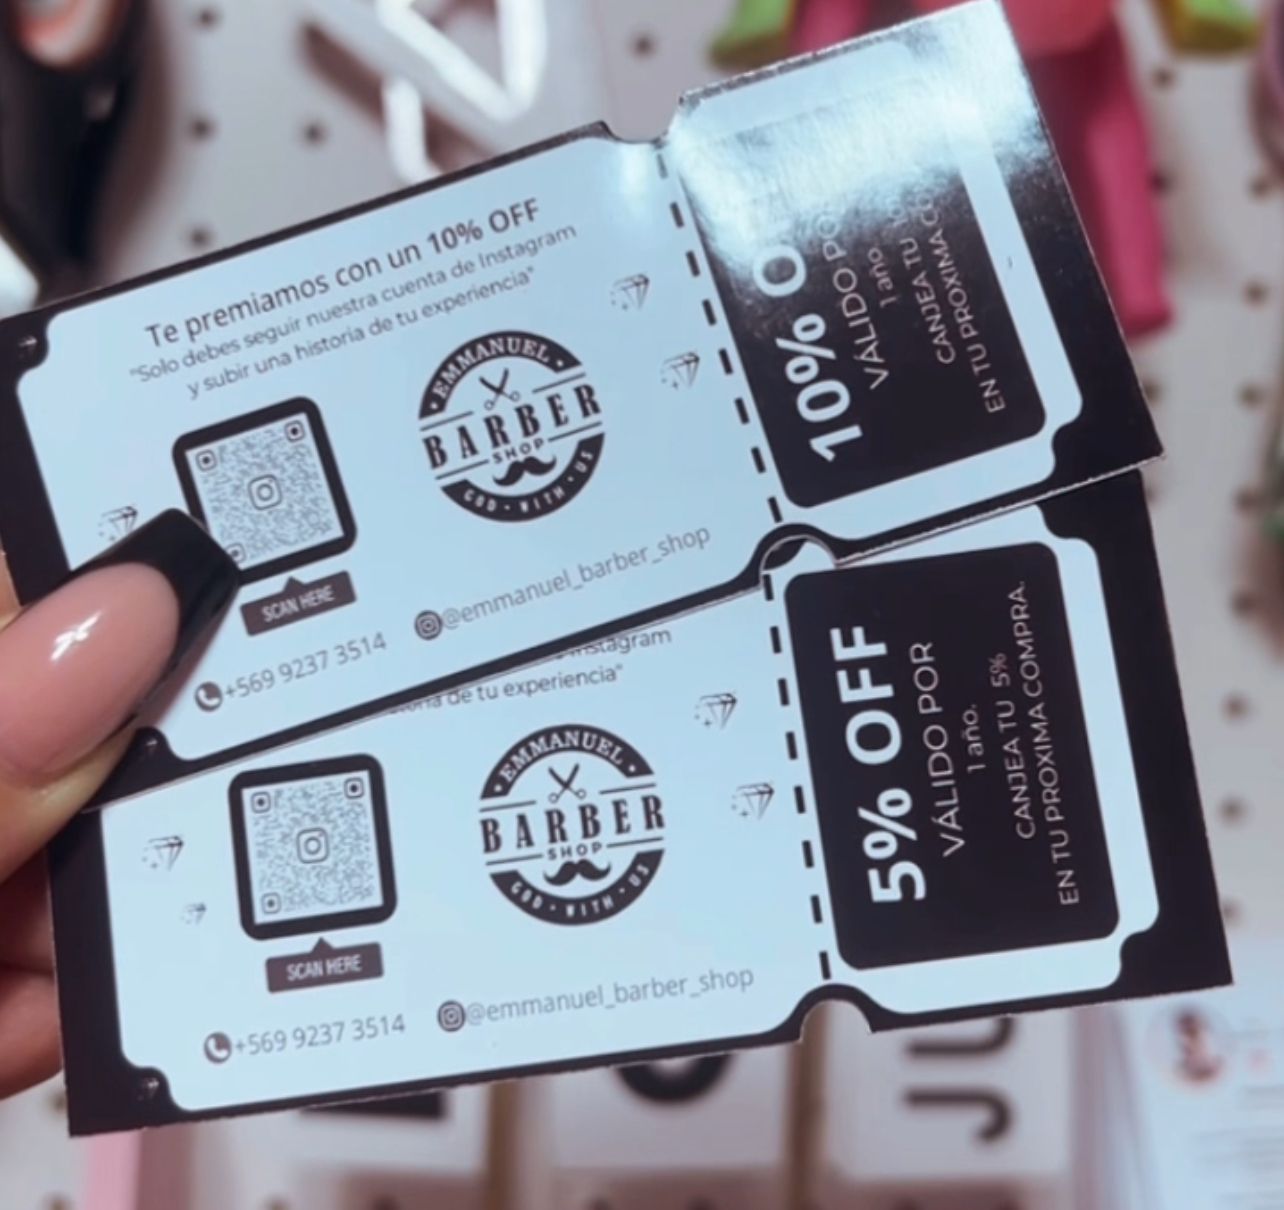 Te premiamos con un 10% OFF
"Solo debes seguir nuestra cuenta de Instagram
y subir una historia de tu experiencia"
EMMANUEL
BARBER
SHOP
GOD · WITH · US
SCAN HERE
+569 9237 3514
@emmanuel_barber_shop
10%
VÁLIDO
1 año.
CANJEA TU
EN TU PROXIMA
Instagram
de tu experiencia"
EMMANUEL
BARBER
SHOP
GOD · WITH · US
SCAN HERE
+569 9237 3514
@emmanuel_barber_shop
5% OFF
VÁLIDO POR
1 año.
CANJEA TU 5%
EN TU PROXIMA COMPRA.